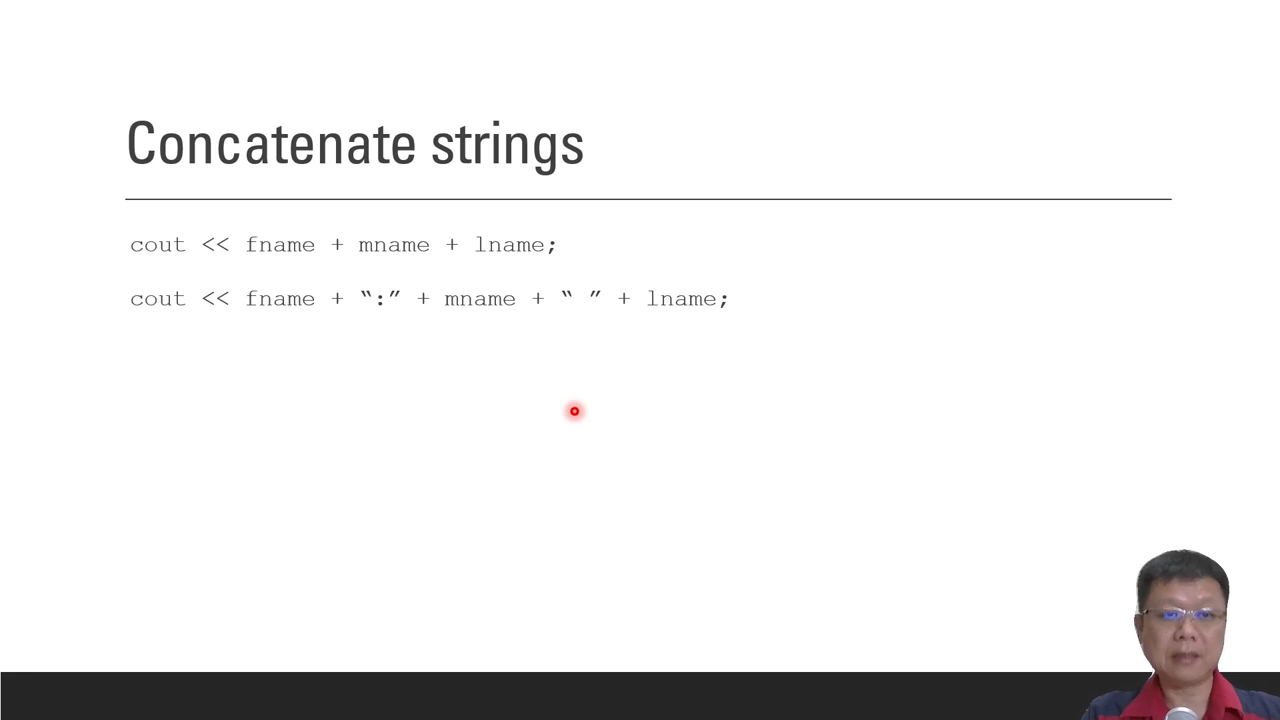 Concatenate strings
cout << fname + mname + lname;
cout << fname + “:” + mname + “ ” + lname;